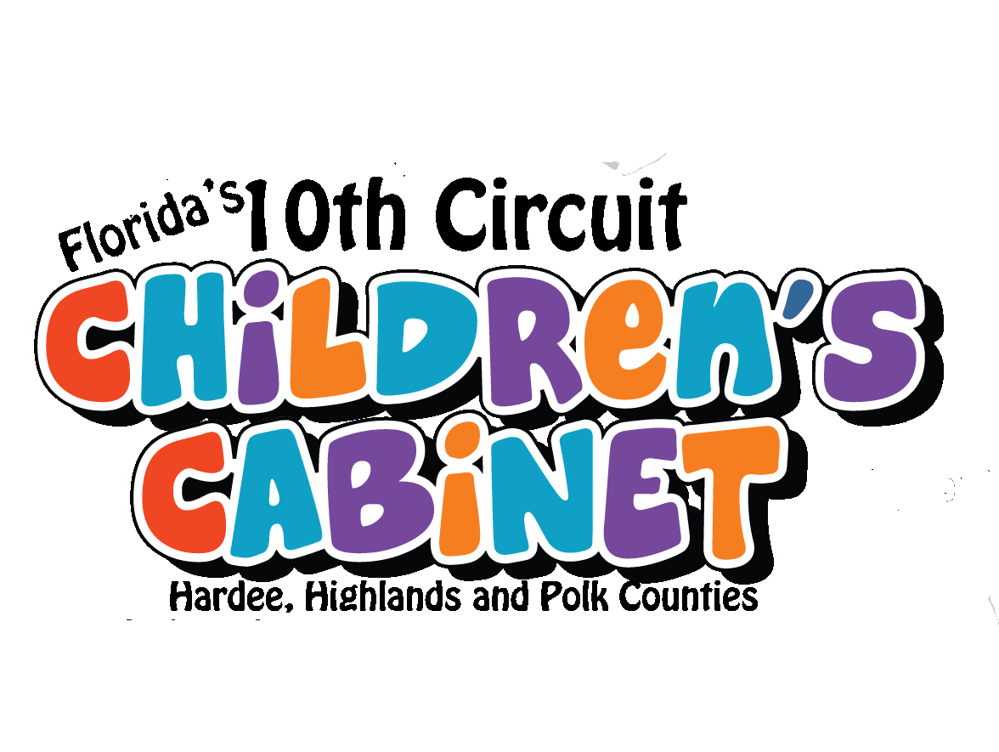 Florida's 10th Circuit
CHiLDRen's
CABiNET
Hardee, Highlands and Polk Counties